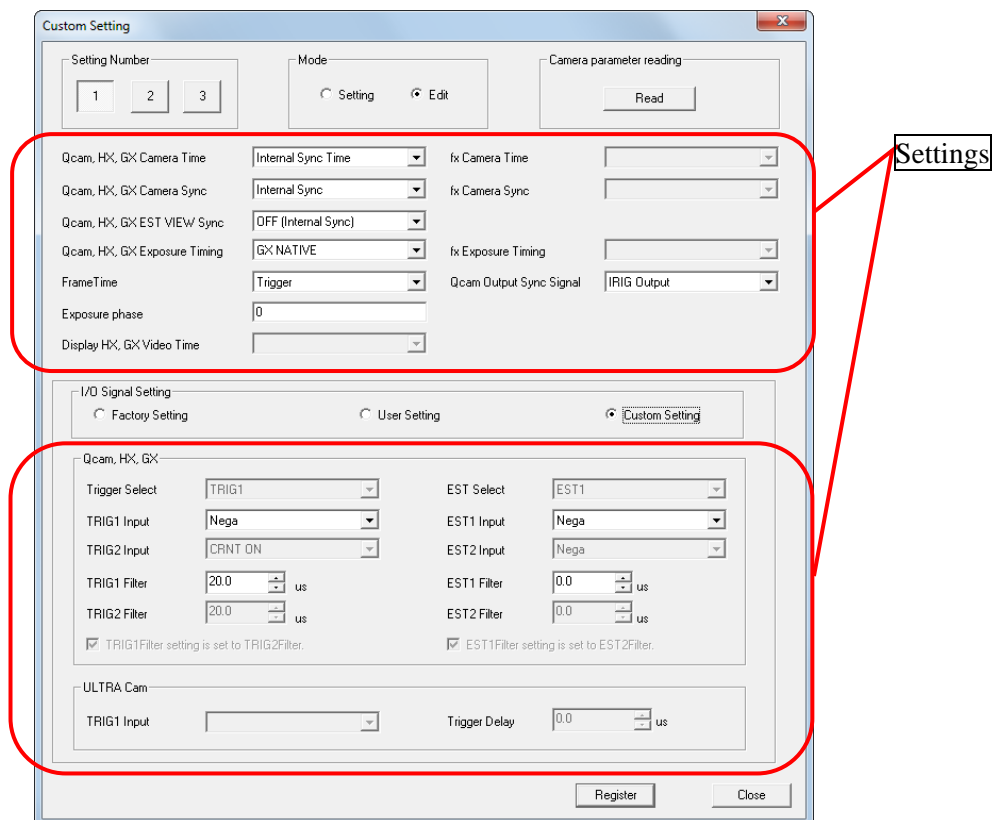 Custom Setting
Setting Number
Mode
Camera parameter reading
1
2
3
Setting
Edit
Read
Settings
Qcam, HX, GX Camera Time
Internal Sync Time
fx Camera Time
Qcam, HX, GX Camera Sync
Internal Sync
fx Camera Sync
Qcam, HX, GX EST VIEW Sync
OFF (Internal Sync)
Qcam, HX, GX Exposure Timing
GX NATIVE
fx Exposure Timing
FrameTime
Trigger
Qcam Output Sync Signal
IRIG Output
Exposure phase
0
Display HX, GX Video Time
I/O Signal Setting
Factory Setting
User Setting
Custom Setting
Qcam, HX, GX
Trigger Select
TRIG1
EST Select
EST1
TRIG1 Input
Nega
EST1 Input
Nega
TRIG2 Input
CRNT ON
EST2 Input
Nega
TRIG1 Filter
20.0
us
EST1 Filter
0.0
us
TRIG2 Filter
20.0
us
EST2 Filter
0.0
us
TRIG1Filter setting is set to TRIG2Filter.
EST1Filter setting is set to EST2Filter.
ULTRA Cam
TRIG1 Input
Trigger Delay
0.0
us
Register
Close